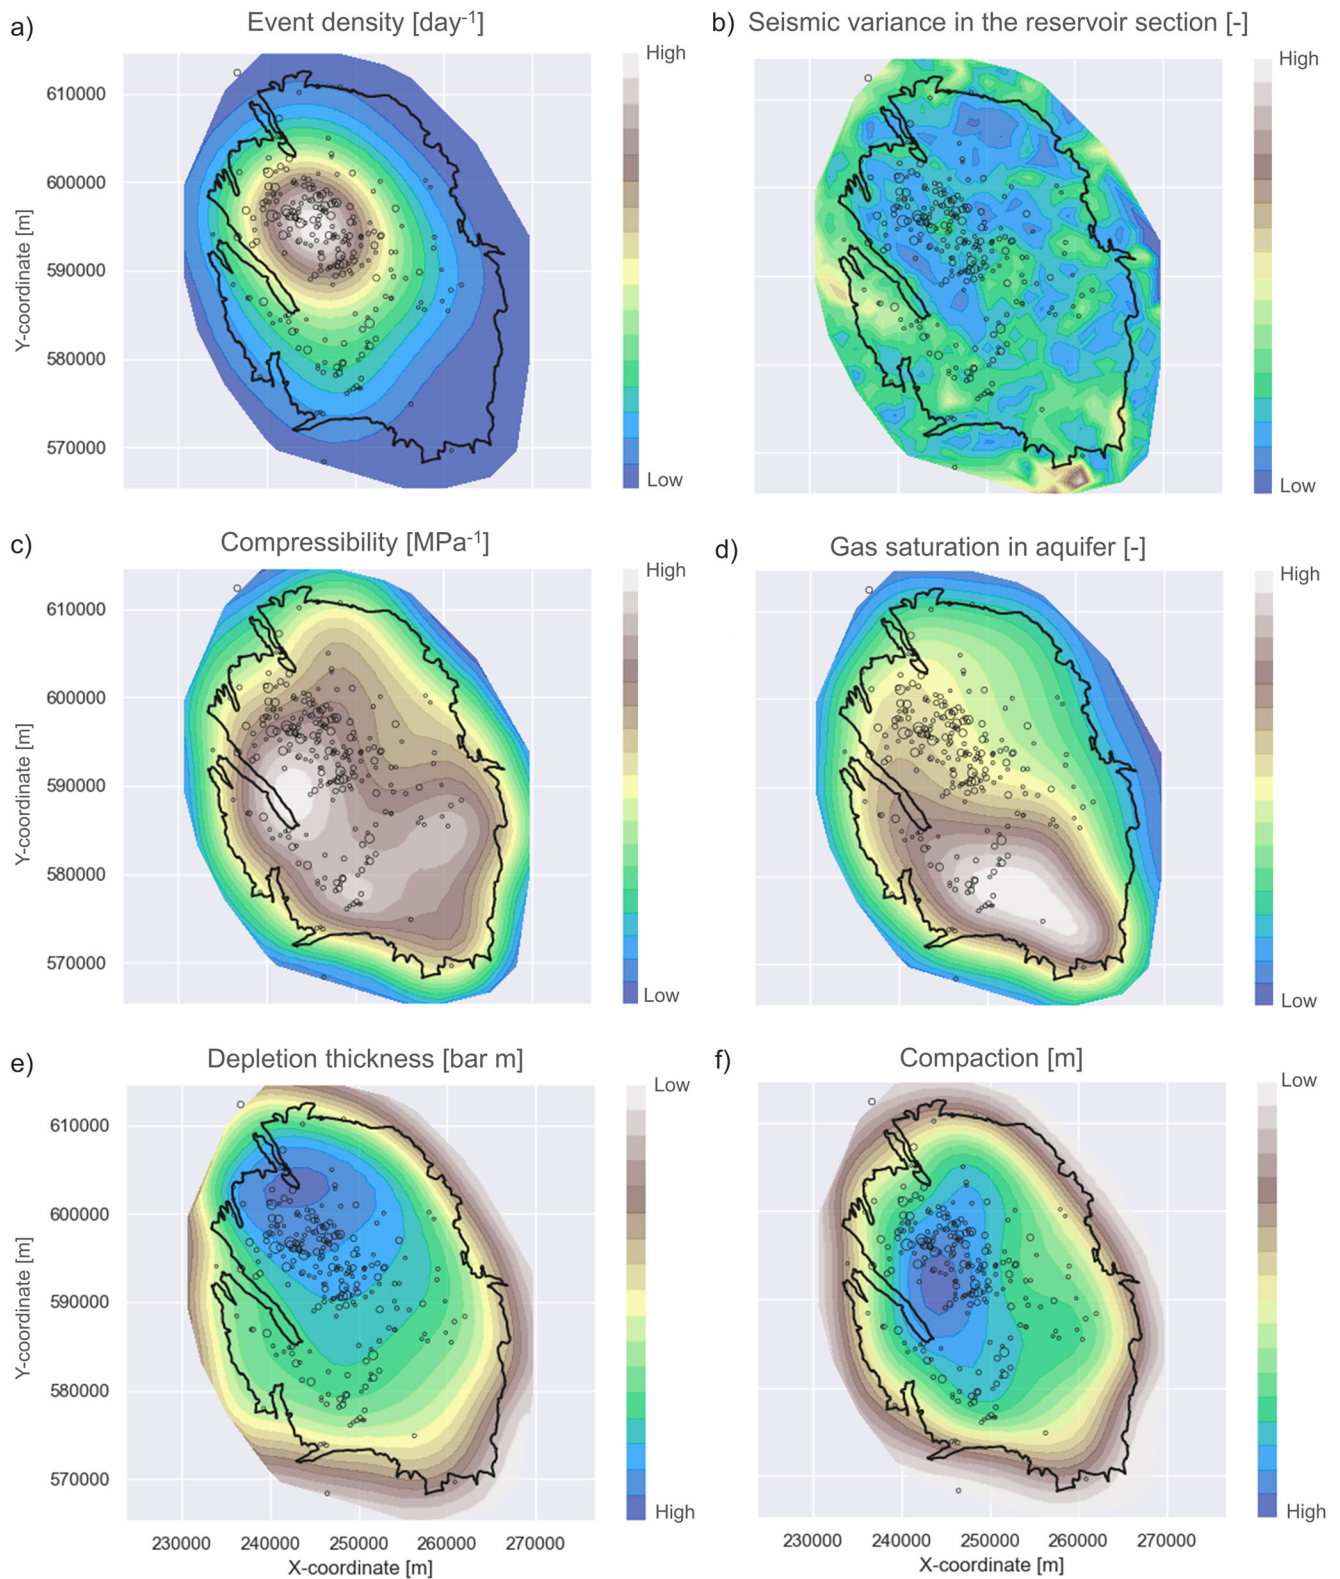 a)
Event density [day-1]
High
610000
600000
590000
580000
570000
Y-coordinate [m]
Low
b)
Seismic variance in the reservoir section [-]
High
Low
c)
Compressibility [MPa-1]
High
610000
600000
590000
580000
570000
Y-coordinate [m]
Low
d)
Gas saturation in aquifer [-]
High
Low
e)
Depletion thickness [bar m]
Low
610000
600000
590000
580000
570000
Y-coordinate [m]
High
230000 240000 250000 260000 270000
X-coordinate [m]
f)
Compaction [m]
Low
High
230000 240000 250000 260000 270000
X-coordinate [m]